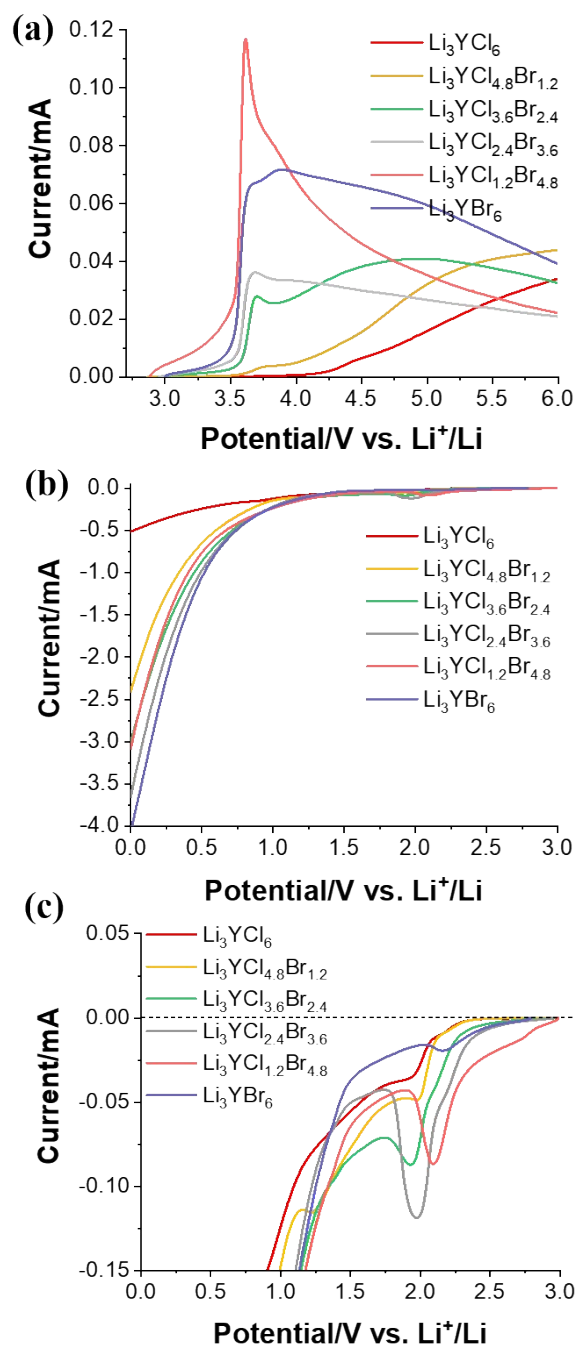 (a)
0.12
0.10
0.08
0.06
0.04
0.02
0.00
Current/mA
Li₃YCl₆
Li₃YCl₄.₈Br₁.₂
Li₃YCl₃.₆Br₂.₄
Li₃YCl₂.₄Br₃.₆
Li₃YCl₁.₂Br₄.₈
Li₃YBr₆
3.0 3.5 4.0 4.5 5.0 5.5 6.0
Potential/V vs. Li⁺/Li
(b)
0.0
-0.5
-1.0
-1.5
-2.0
-2.5
-3.0
-3.5
-4.0
Current/mA
Li₃YCl₆
Li₃YCl₄.₈Br₁.₂
Li₃YCl₃.₆Br₂.₄
Li₃YCl₂.₄Br₃.₆
Li₃YCl₁.₂Br₄.₈
Li₃YBr₆
0.0 0.5 1.0 1.5 2.0 2.5 3.0
Potential/V vs. Li⁺/Li
(c)
0.05
0.00
-0.05
-0.10
-0.15
Current/mA
Li₃YCl₆
Li₃YCl₄.₈Br₁.₂
Li₃YCl₃.₆Br₂.₄
Li₃YCl₂.₄Br₃.₆
Li₃YCl₁.₂Br₄.₈
Li₃YBr₆
0.0 0.5 1.0 1.5 2.0 2.5 3.0
Potential/V vs. Li⁺/Li